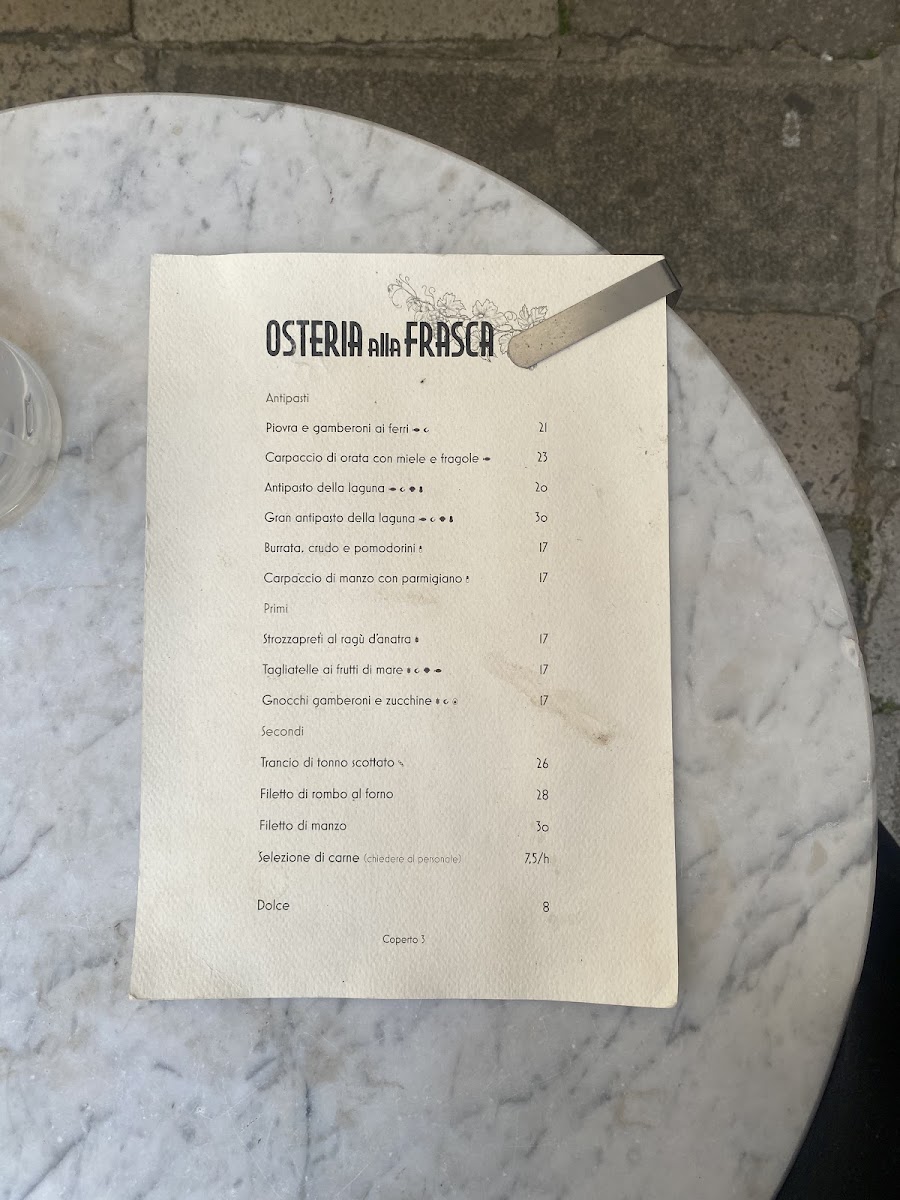 OSTERIA alla FRASCA
Antipasti
Piovra e gamberoni ai ferri 21
Carpaccio di orata con miele e fragole 23
Antipasto della laguna 20
Gran antipasto della laguna 30
Burrata, crudo e pomodorini 17
Carpaccio di manzo con parmigiano 17
Primi
Strozzapreti al ragù d'anatra 17
Tagliatelle ai frutti di mare 17
Gnocchi gamberoni e zucchine 17
Secondi
Trancio di tonno scottato 26
Filetto di rombo al forno 28
Filetto di manzo 30
Selezione di carne (chiedere al personale) 7,5/h
Dolce 8
Coperto 3